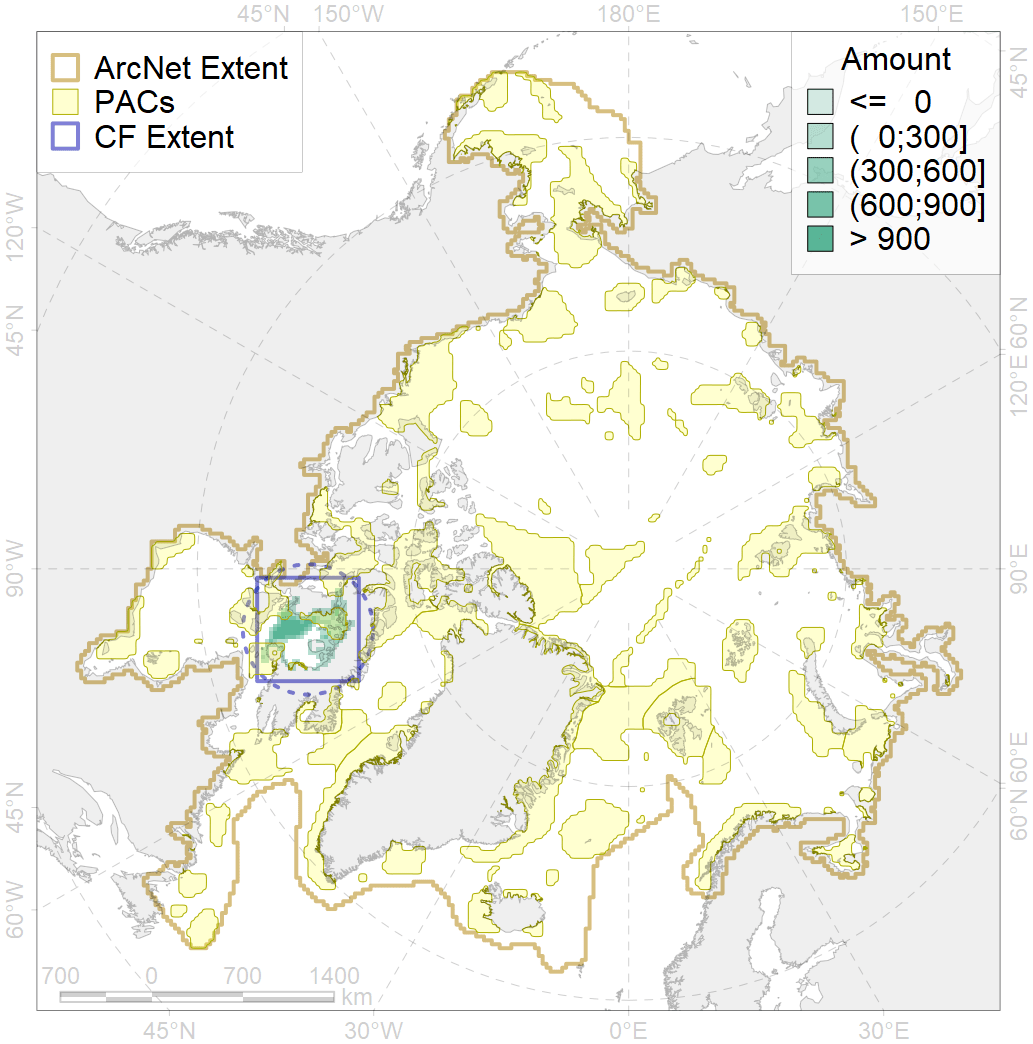 45°N 150°W 180°E 150°E
ArcNet Extent
PACs
CF Extent
Amount
<= 0
( 0;300]
(300;600]
(600;900]
> 900
45°N
120°W
45°N
60°N
120°E
90°W
90°E
60°E
45°N
60°N
60°W
700 0 700 1400
km
45°N 30°W 0°E 30°E